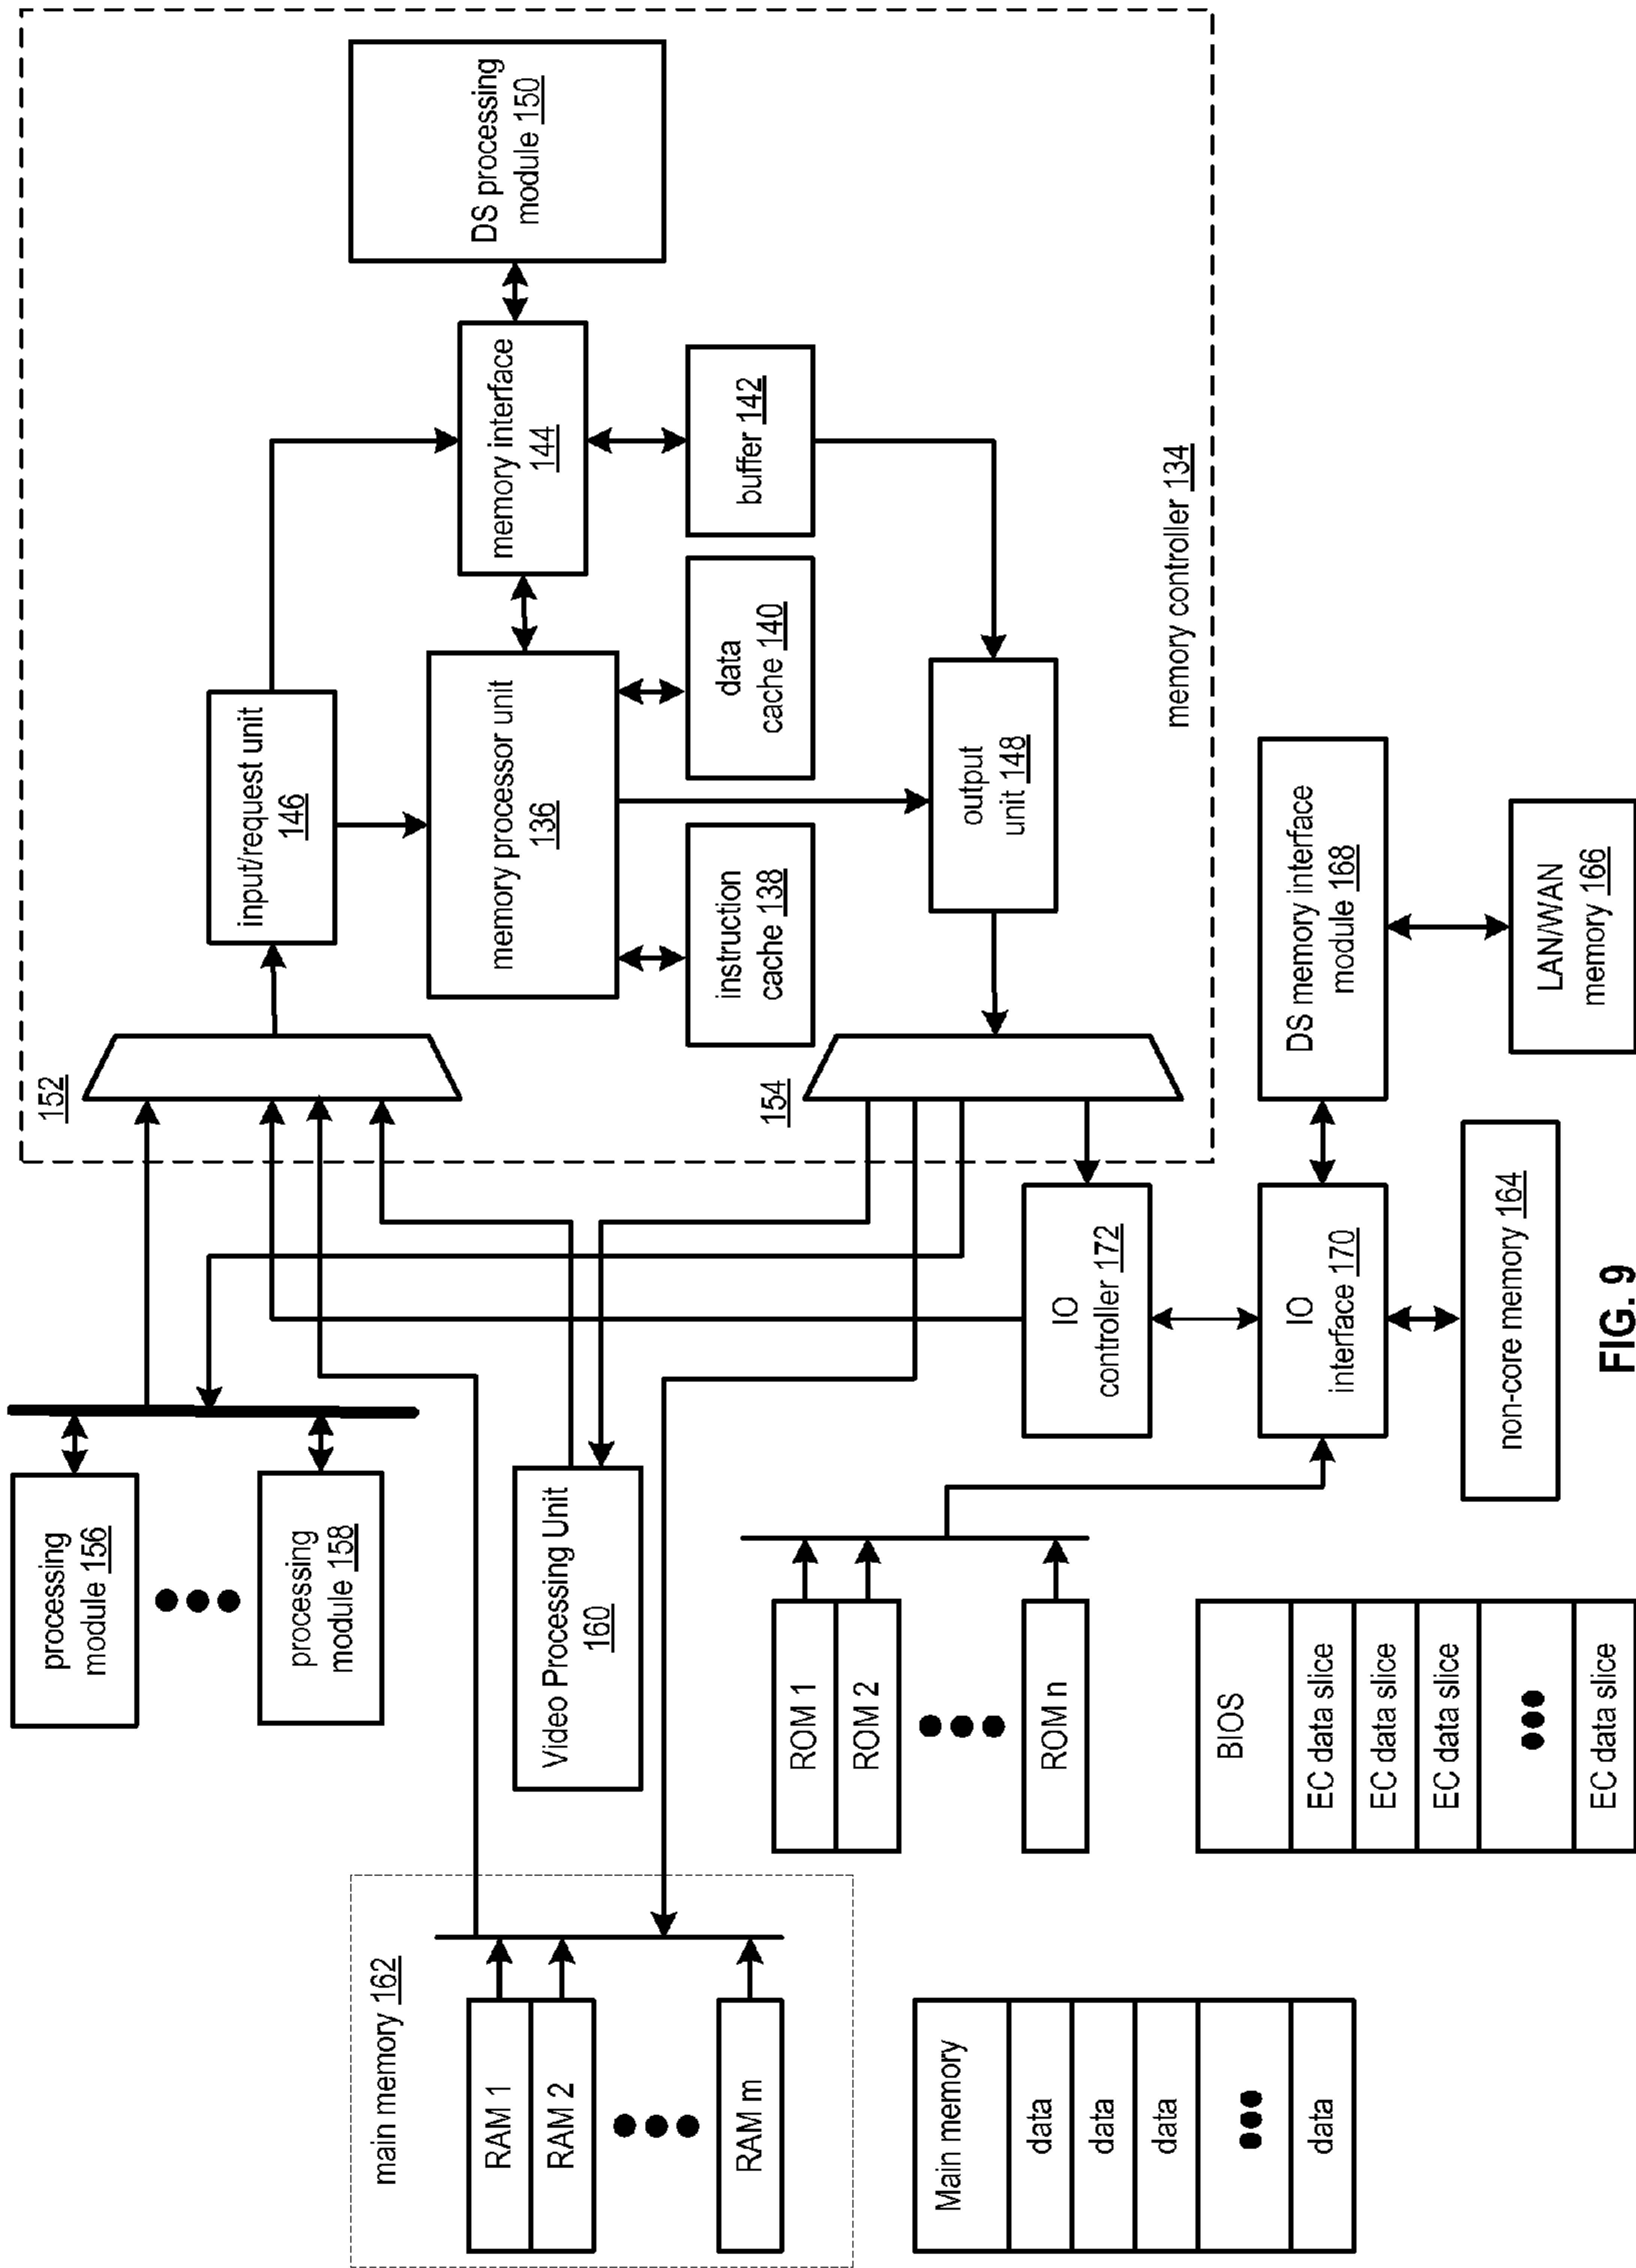 main memory 162
RAM 1
RAM 2
RAM m
Main memory
data
data
data
data
processing
module 156
processing
module 158
Video Processing Unit
160
ROM 1
ROM 2
ROM n
BIOS
EC data slice
EC data slice
EC data slice
EC data slice
152
154
IO
controller 172
IO
interface 170
non-core memory 164
input/request unit
146
memory processor unit
136
instruction
cache 138
data
cache 140
output
unit 148
memory interface
144
buffer 142
DS processing
module 150
memory controller 134
DS memory interface
module 168
LAN/WAN
memory 166
FIG. 9